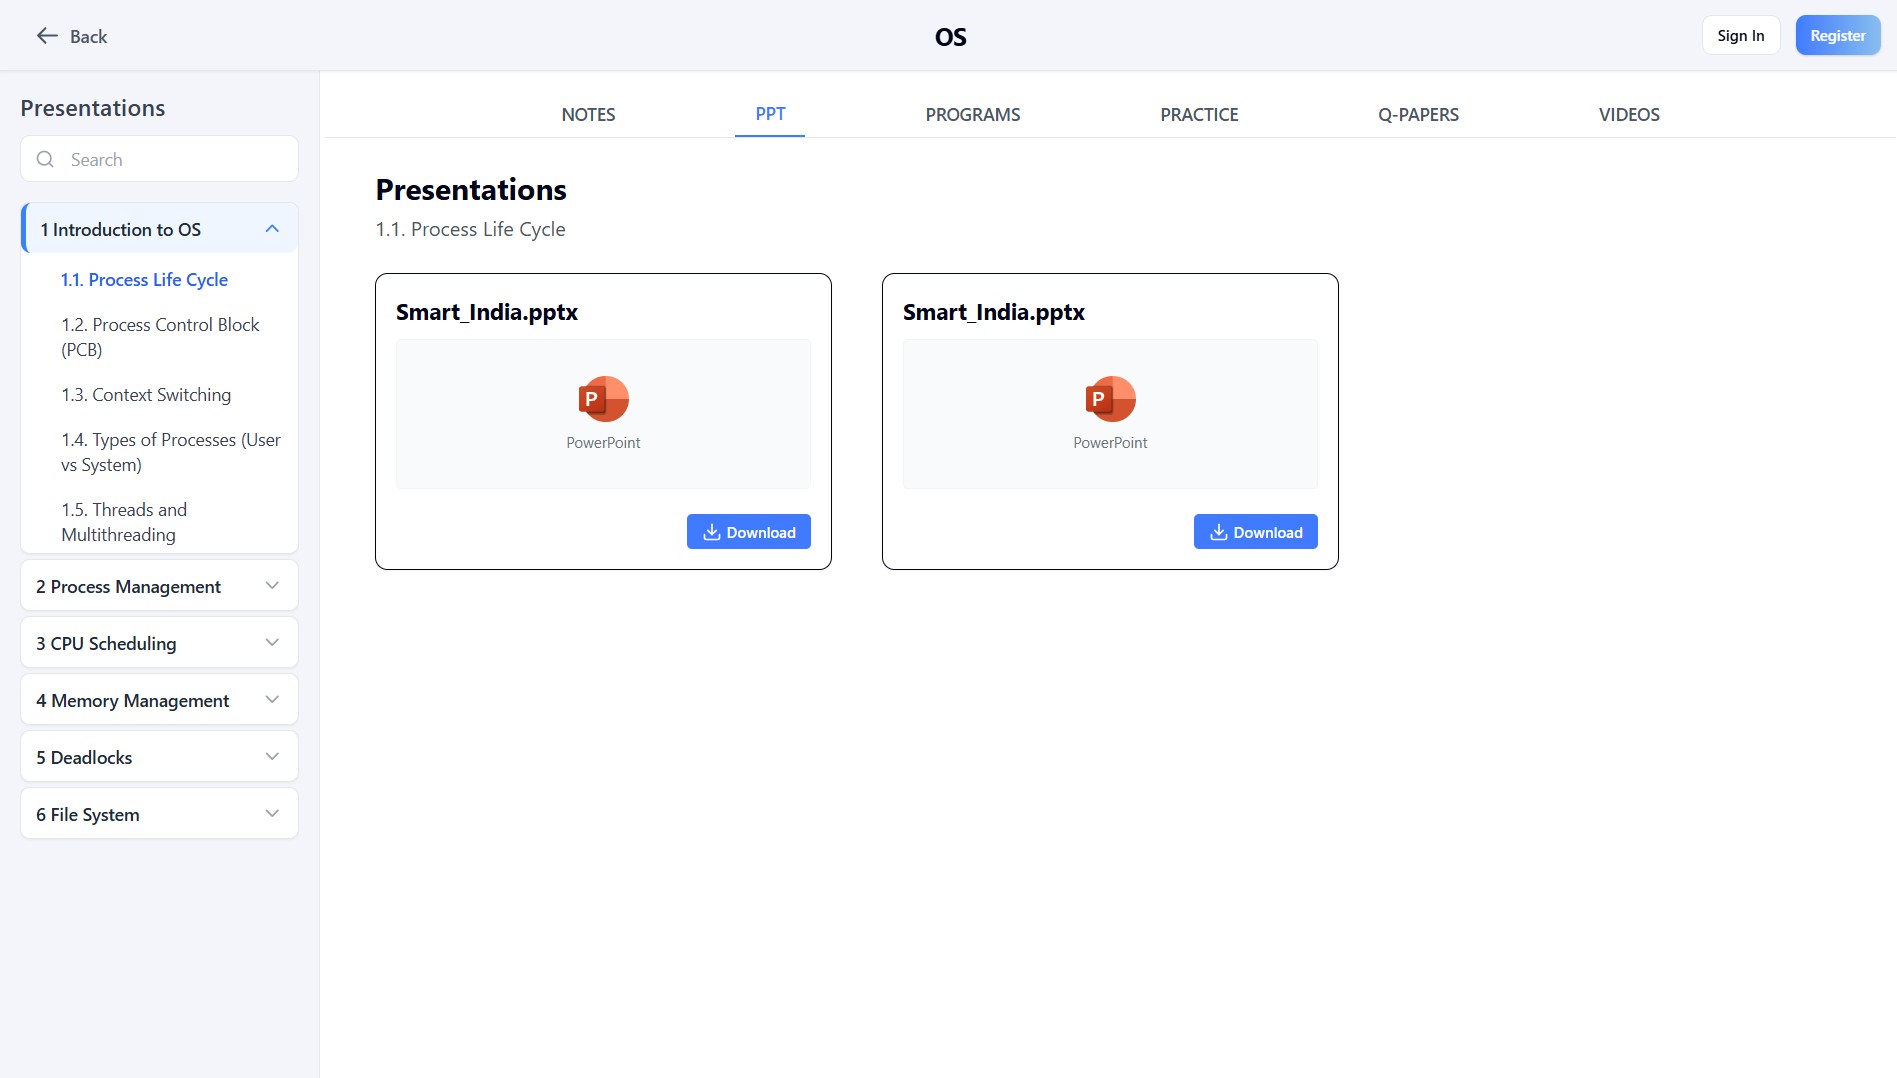 Back
OS
Sign In
Register
Presentations
Search
1 Introduction to OS
1.1. Process Life Cycle
1.2. Process Control Block
(PCB)
1.3. Context Switching
1.4. Types of Processes (User
vs System)
1.5. Threads and
Multithreading
2 Process Management
3 CPU Scheduling
4 Memory Management
5 Deadlocks
6 File System
NOTES
PPT
PROGRAMS
PRACTICE
Q-PAPERS
VIDEOS
Presentations
1.1. Process Life Cycle
Smart_India.pptx
P
PowerPoint
Download
Smart_India.pptx
P
PowerPoint
Download